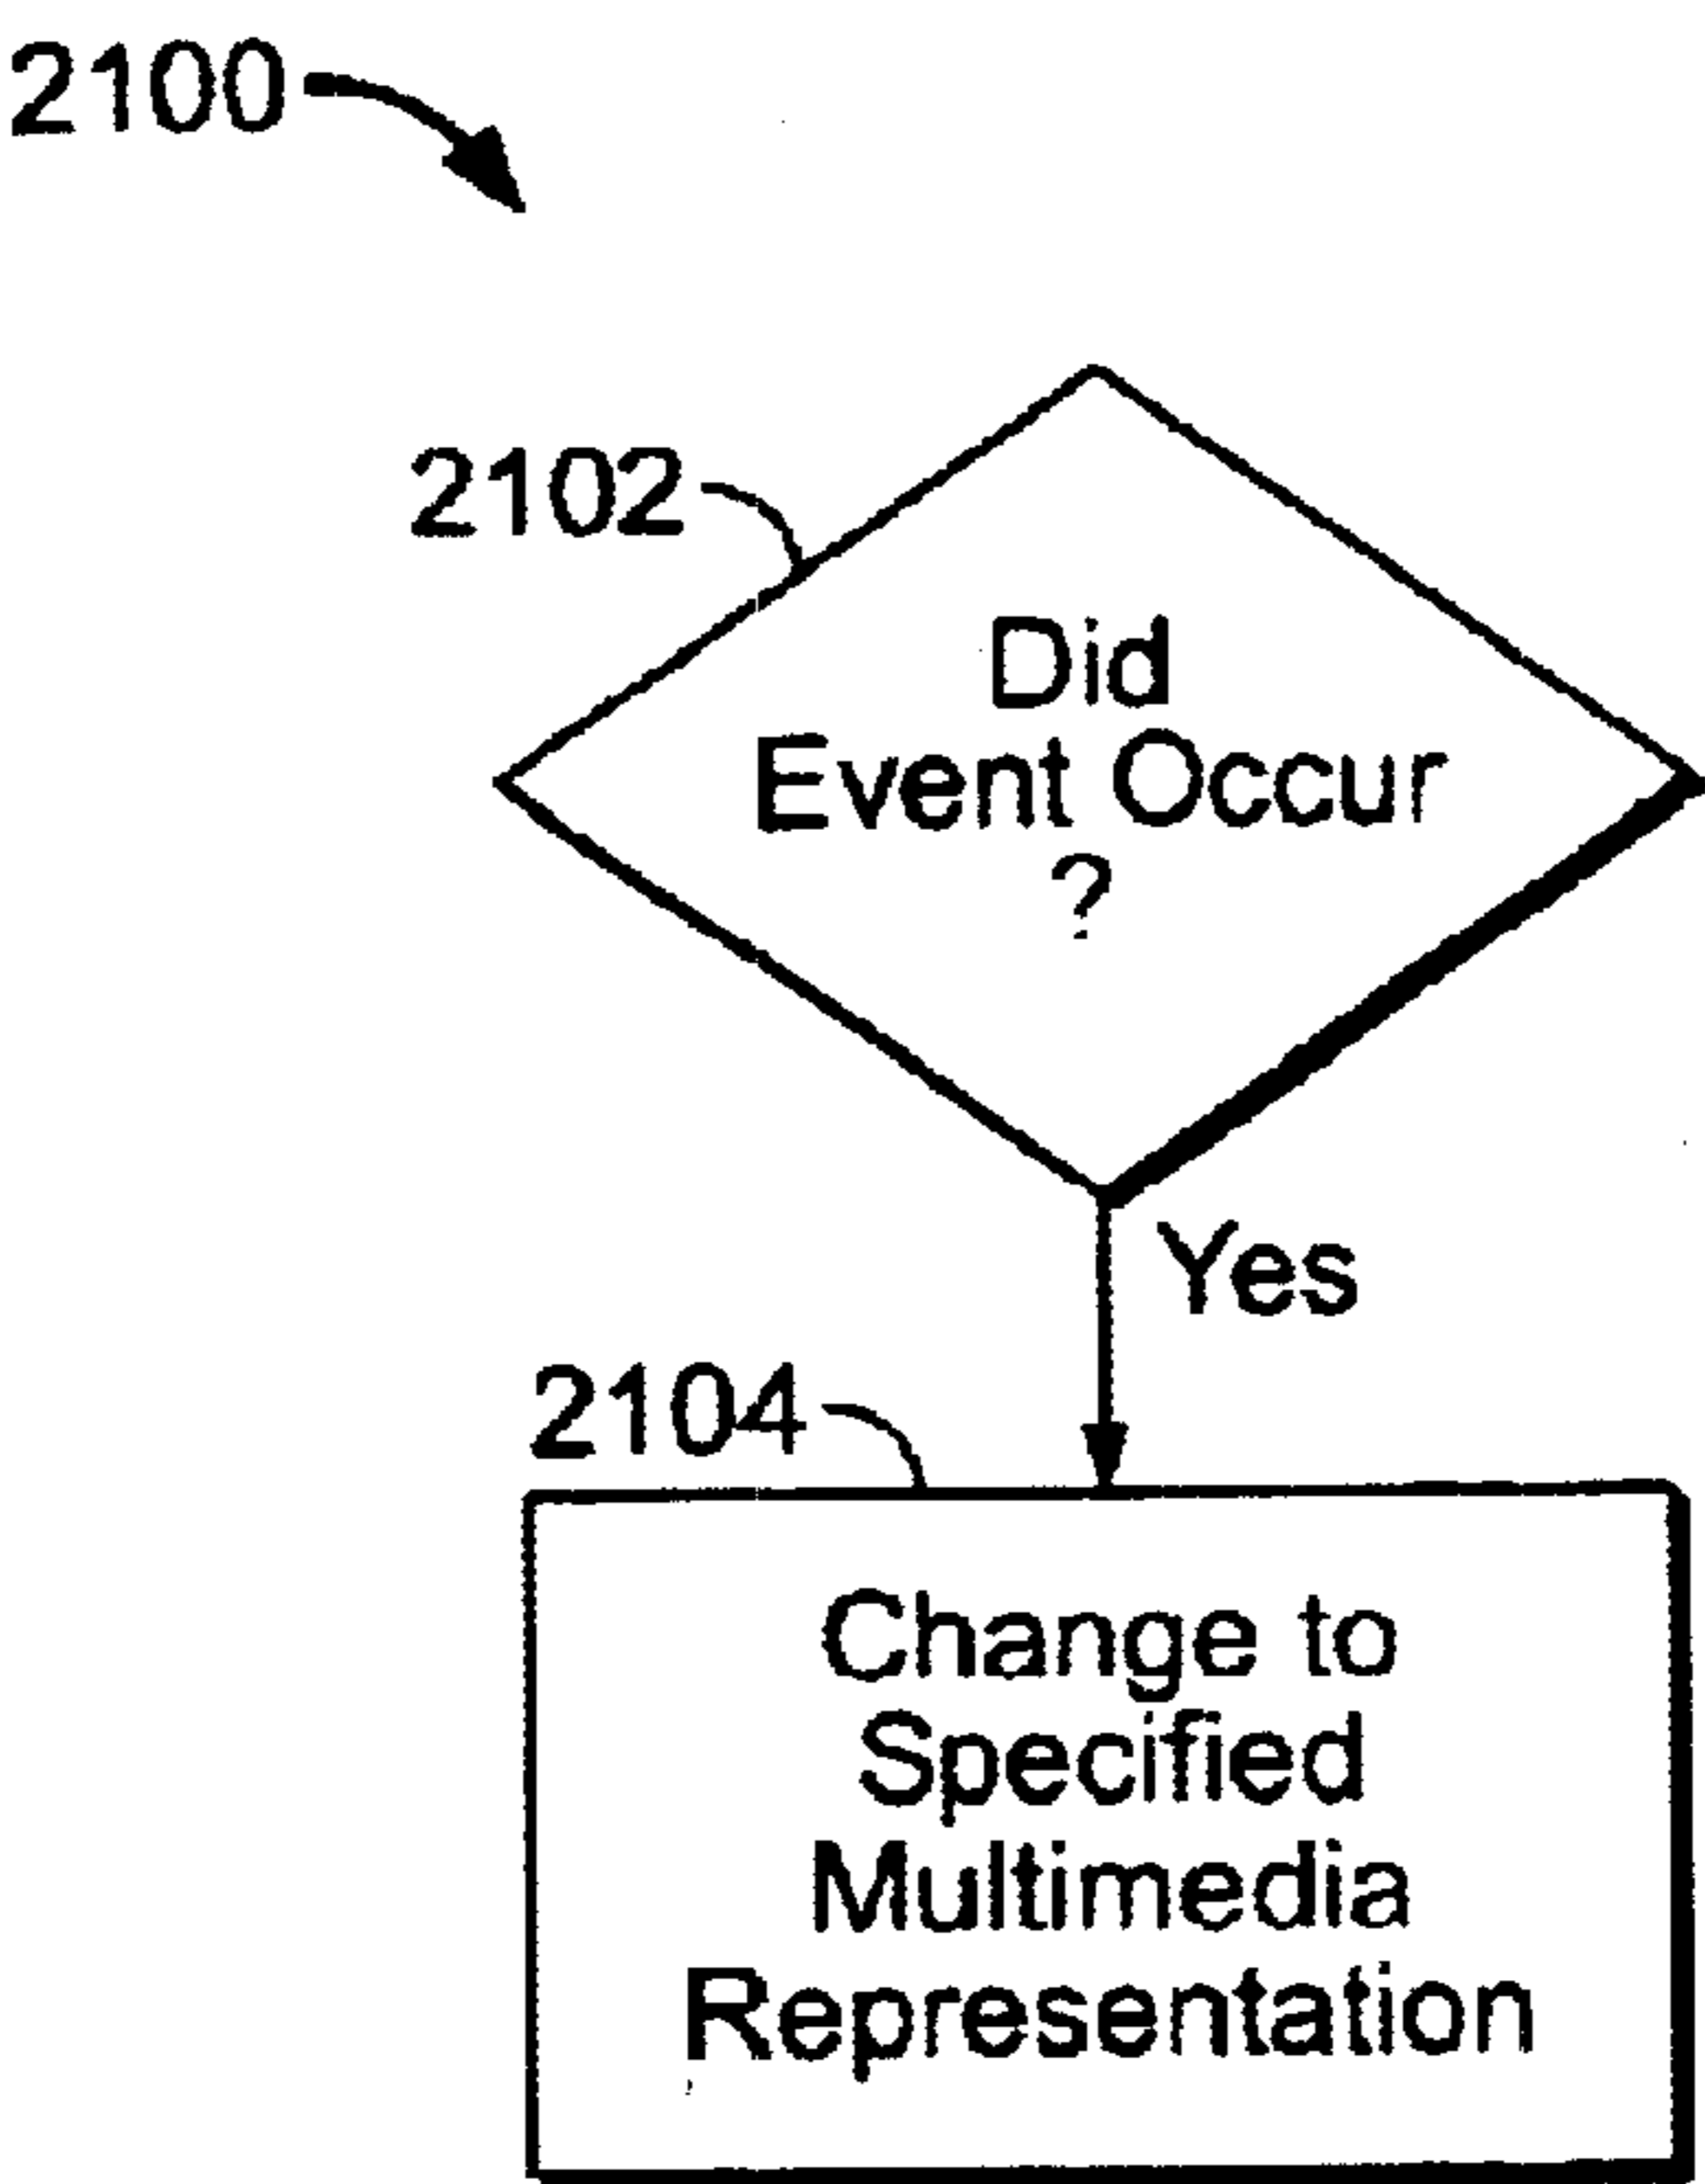 2100
2102
Did
Event Occur
?
Yes
2104
Change to
Specified
Multimedia
Representation